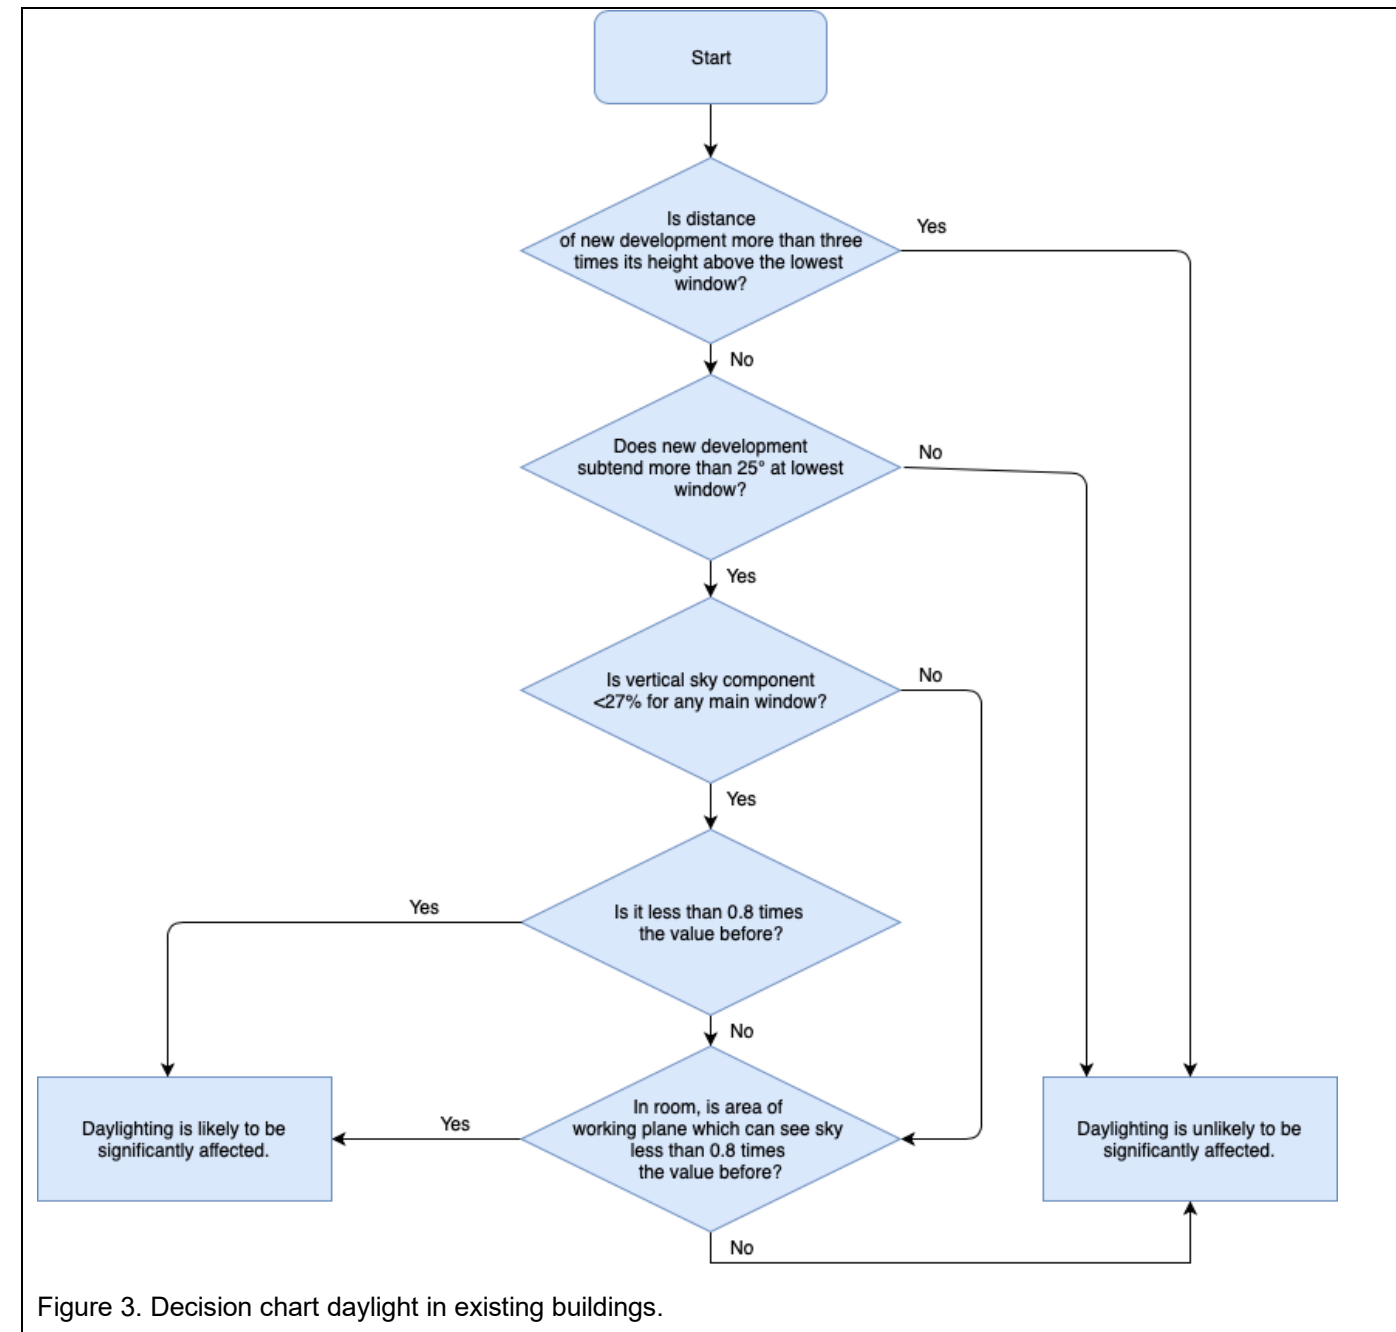 Start
Is distance
of new development more than three
times its height above the lowest
window?
Yes
No
Does new development
subtend more than 25° at lowest
window?
No
Yes
Is vertical sky component
<27% for any main window?
No
Yes
Is it less than 0.8 times
the value before?
Yes
No
In room, is area of
working plane which can see sky
less than 0.8 times
the value before?
Yes
Daylighting is likely to be
significantly affected.
Daylighting is unlikely to be
significantly affected.
No
Figure 3. Decision chart daylight in existing buildings.